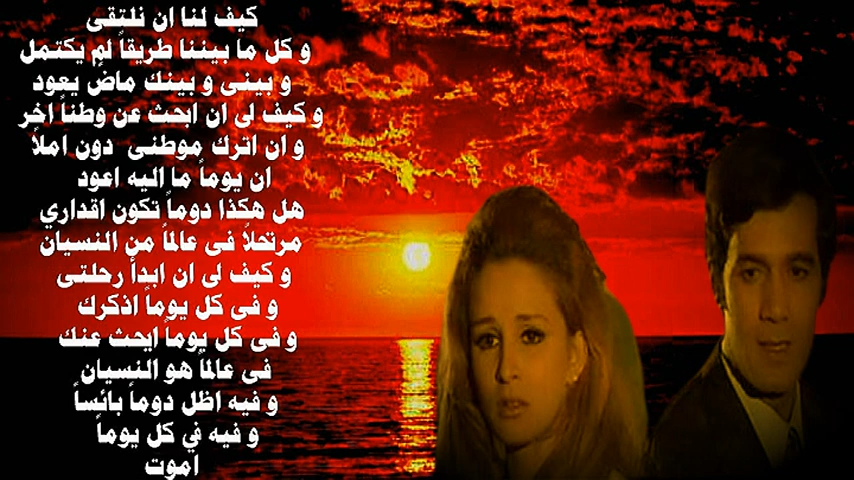 كيف لنا ان نلتقى
و كل ما بيننا طريقاً لم يكتمل
و بينى و بينك ماضٍ يعود
و كيف لى ان ابحث عن وطناً اخر
و ان اترك موطنى دون املاً
ان يوماً ما اليه اعود
هل هكذا دوماً تكون اقداري
مرتحلاً فى عالماً من النسيان
و كيف لى ان ابدأ رحلتى
و فى كل يوماً اذكرك
و فى كل يوماً ابحث عنك
فى عالماً هو النسيان
و فيه اظل دوماً بائساً
و فيه في كل يوماً
اموت